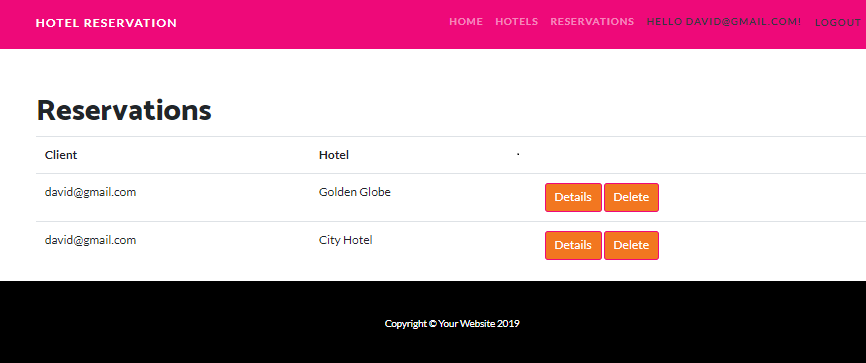 HOTEL RESERVATION
HOME HOTELS RESERVATIONS HELLO DAVID@GMAIL.COM! LOGOUT
Reservations
Client Hotel .
david@gmail.com Golden Globe Details Delete
david@gmail.com City Hotel Details Delete
Copyright © Your Website 2019